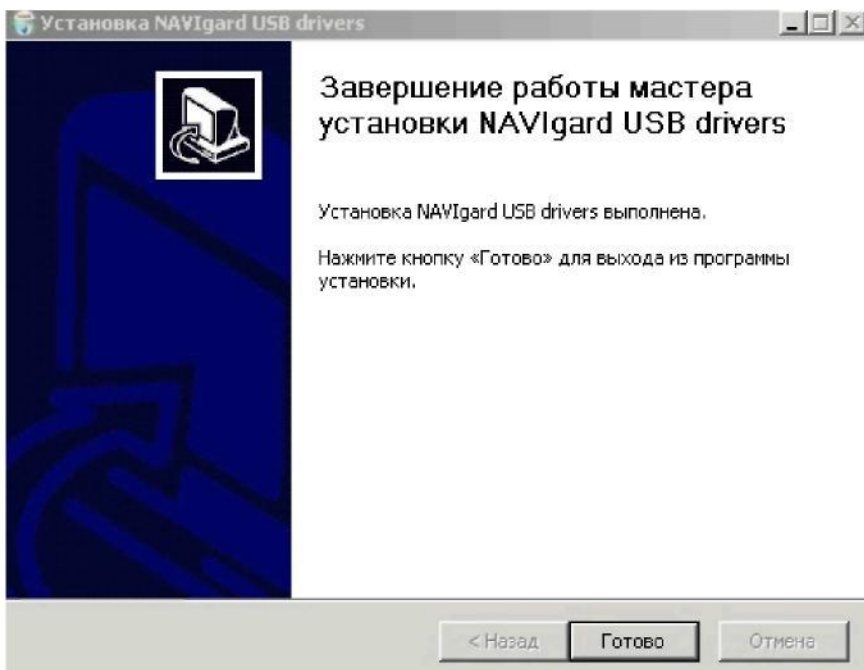 Установка NAVIgard USB drivers
Завершение работы мастера
установки NAVIgard USB drivers
Установка NAVIgard USB drivers выполнена.
Нажмите кнопку «Готово» для выхода из программы
установки.
< Назад
Готово
Отмена